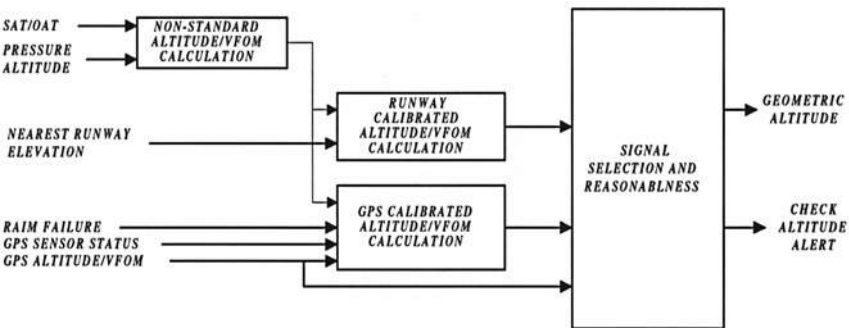 SAT/OAT
PRESSURE
ALTITUDE
NON-STANDARD
ALTITUDE/VFOM
CALCULATION
NEAREST RUNWAY
ELEVATION
RUNWAY
CALIBRATED
ALTITUDE/VFOM
CALCULATION
RAIM FAILURE
GPS SENSOR STATUS
GPS ALTITUDE/VFOM
GPS CALIBRATED
ALTITUDE/VFOM
CALCULATION
SIGNAL
SELECTION AND
REASONABLNESS
GEOMETRIC
ALTITUDE
CHECK
ALTITUDE
ALERT